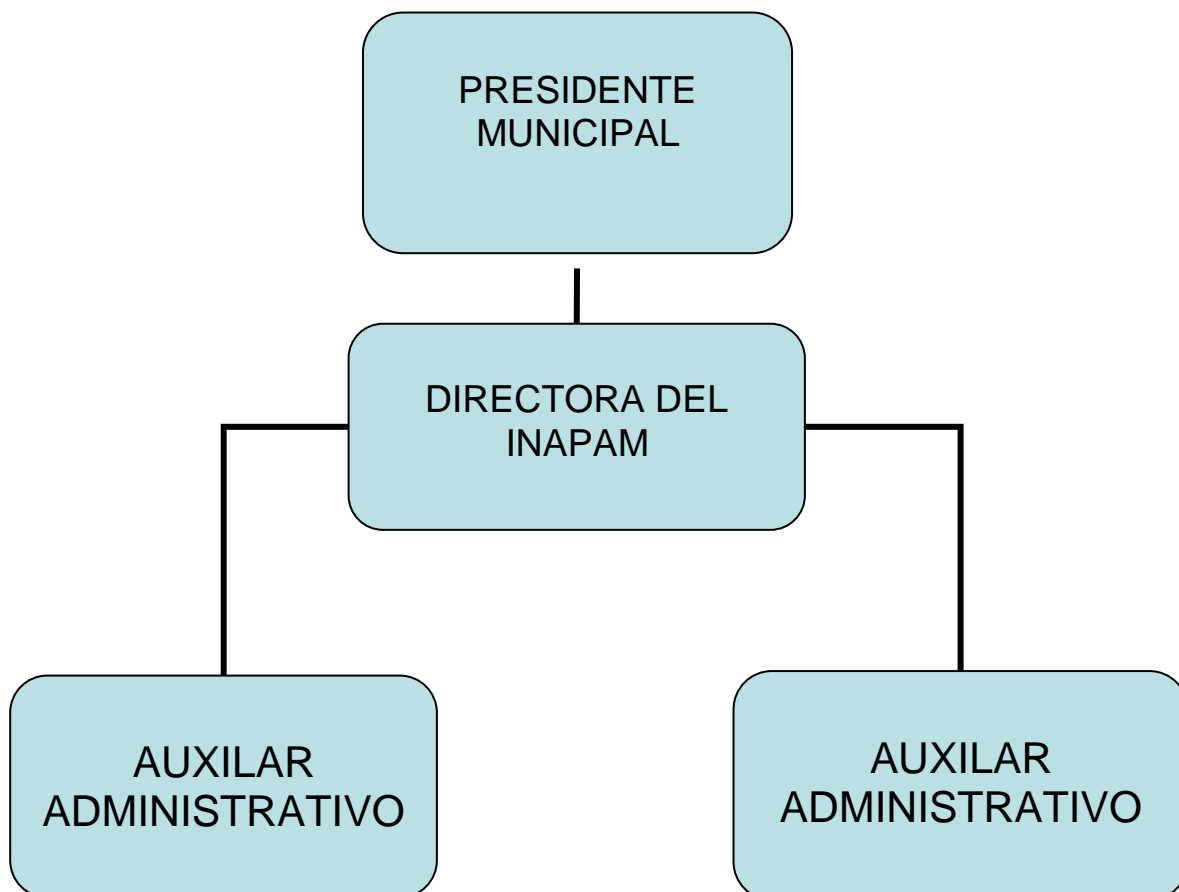 PRESIDENTE
MUNICIPAL
DIRECTORA DEL
INAPAM
AUXILAR
ADMINISTRATIVO
AUXILAR
ADMINISTRATIVO